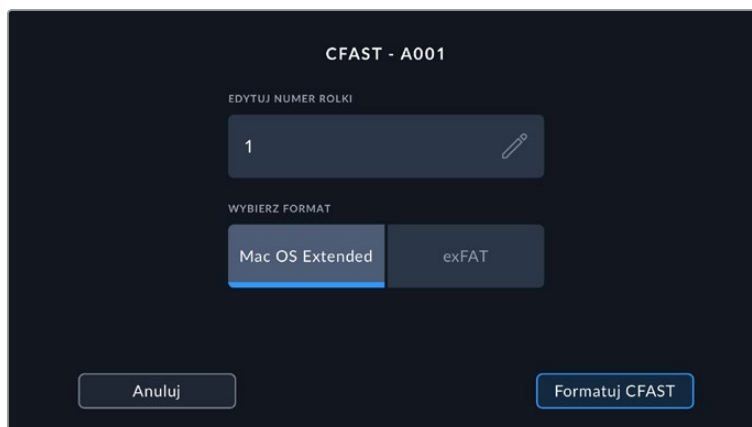 CFAST - A001
EDYTUJ NUMER ROLKI
1
WYBIERZ FORMAT
Mac OS Extended
exFAT
Anuluj
Formatuj CFAST